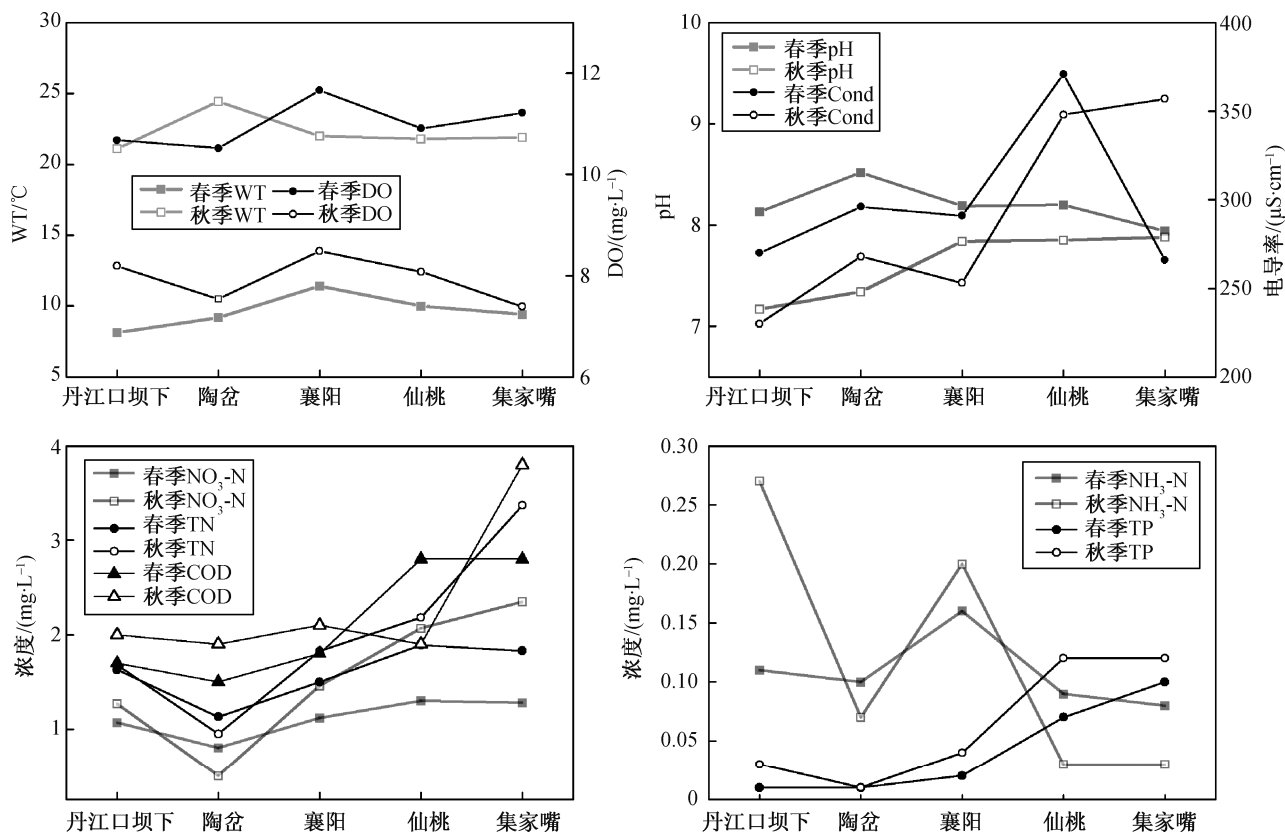 30
25
20
15
10
5
WT/℃
12
10
8
6
DO/(mg·L⁻¹)
春季WT
春季DO
秋季WT
秋季DO
丹江口坝下
陶岔
襄阳
仙桃
集家嘴
10
9
8
7
pH
400
350
300
250
200
电导率/(μS·cm⁻¹)
春季pH
秋季pH
春季Cond
秋季Cond
丹江口坝下
陶岔
襄阳
仙桃
集家嘴
4
3
2
1
浓度/(mg·L⁻¹)
春季NO₃-N
秋季NO₃-N
春季TN
秋季TN
春季COD
秋季COD
丹江口坝下
陶岔
襄阳
仙桃
集家嘴
0.30
0.25
0.20
0.15
0.10
0.05
0
浓度/(mg·L⁻¹)
春季NH₃-N
秋季NH₃-N
春季TP
秋季TP
丹江口坝下
陶岔
襄阳
仙桃
集家嘴